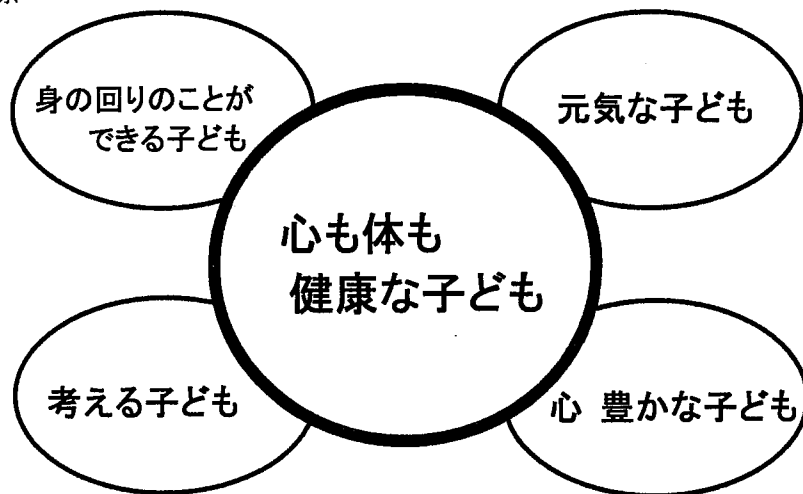 身の回りのことが
できる子ども
元気な子ども
心も体も
健康な子ども
考える子ども
心 豊かな子ども